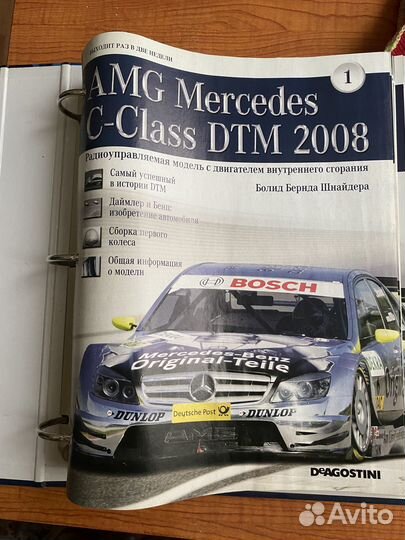 ВЫХОДИТ РАЗ В ДВЕ НЕДЕЛИ
1
AMG Mercedes
C-Class DTM 2008
Радиоуправляемая модель с двигателем внутреннего сгорания
Болид Бернда Шнайдера
Самый успешный
в истории DTM
Даймлер и Бенц:
изобретение автомобиля
Сборка первого
колеса
Общая информация
о модели
BOSCH
Mercedes-Benz
Original-Teile
DUNLOP
Deutsche Post
DUNLOP
AMG
DeAGOSTINI
Avito